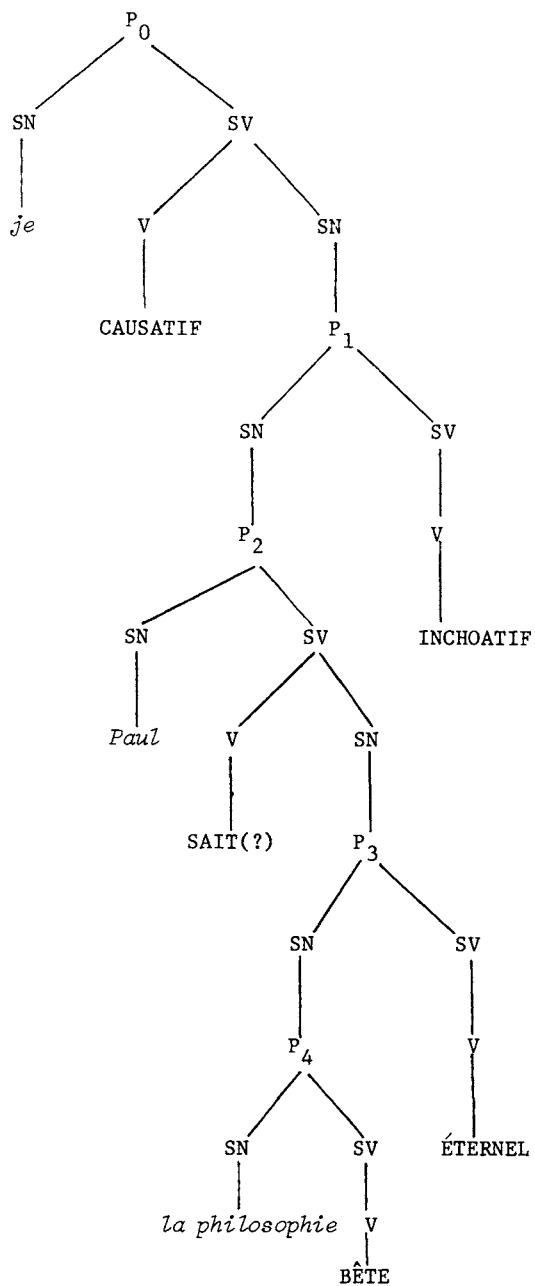 P0
SN SV
je V SN
CAUSATIF P1
SN SV
P2 V
SN SV INCHOATIF
Paul V SN
SAIT(?) P3
SN SV
P4 V
SN SV ÉTERNEL
la philosophie V
BÊTE